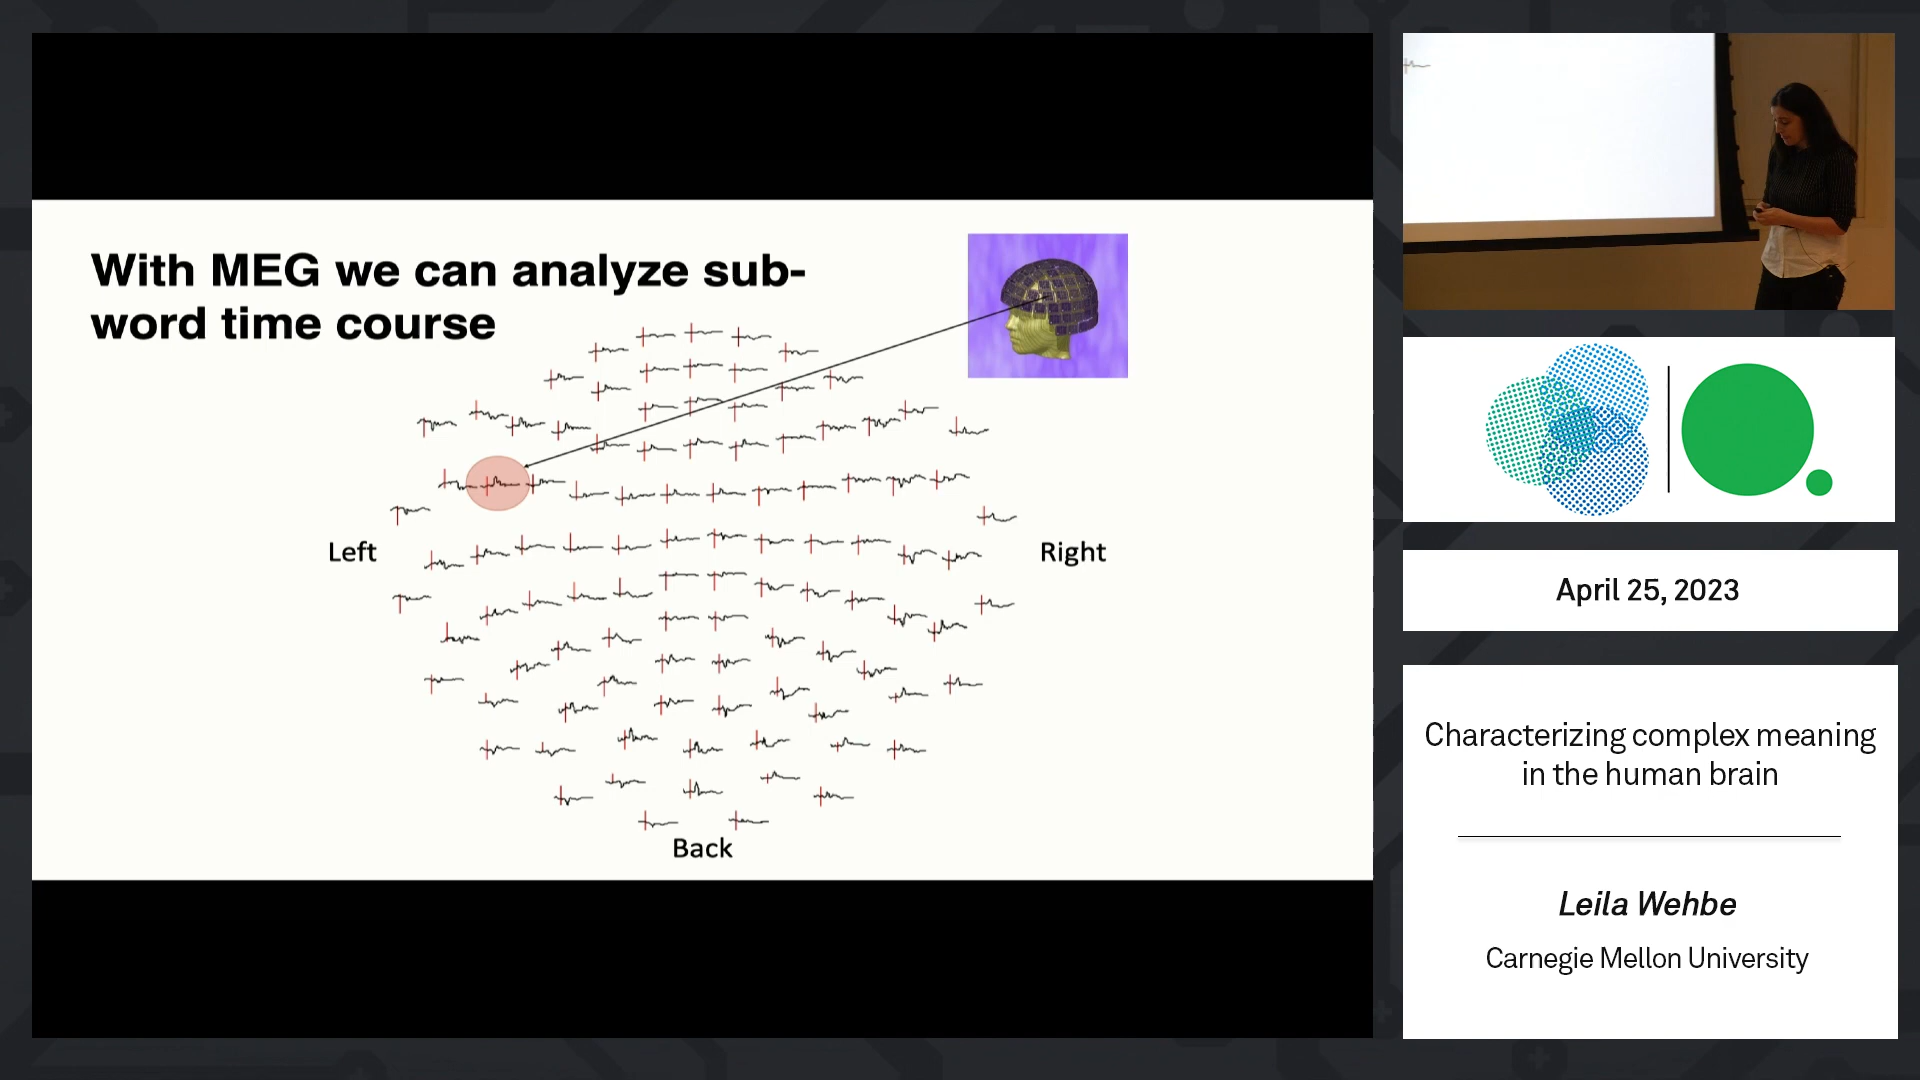 With MEG we can analyze sub-
word time course
Left
Right
Back
April 25, 2023
Characterizing complex meaning
in the human brain
Leila Wehbe
Carnegie Mellon University